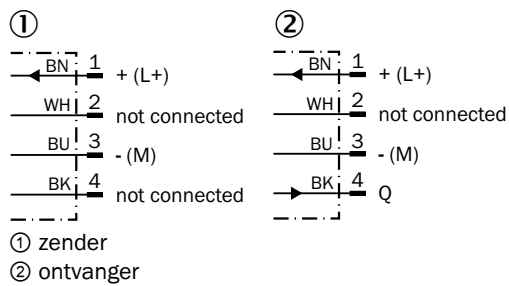 ①
BN 1 + (L+)
WH 2 not connected
BU 3 - (M)
BK 4 not connected
②
BN 1 + (L+)
WH 2 not connected
BU 3 - (M)
BK 4 Q
① zender
② ontvanger